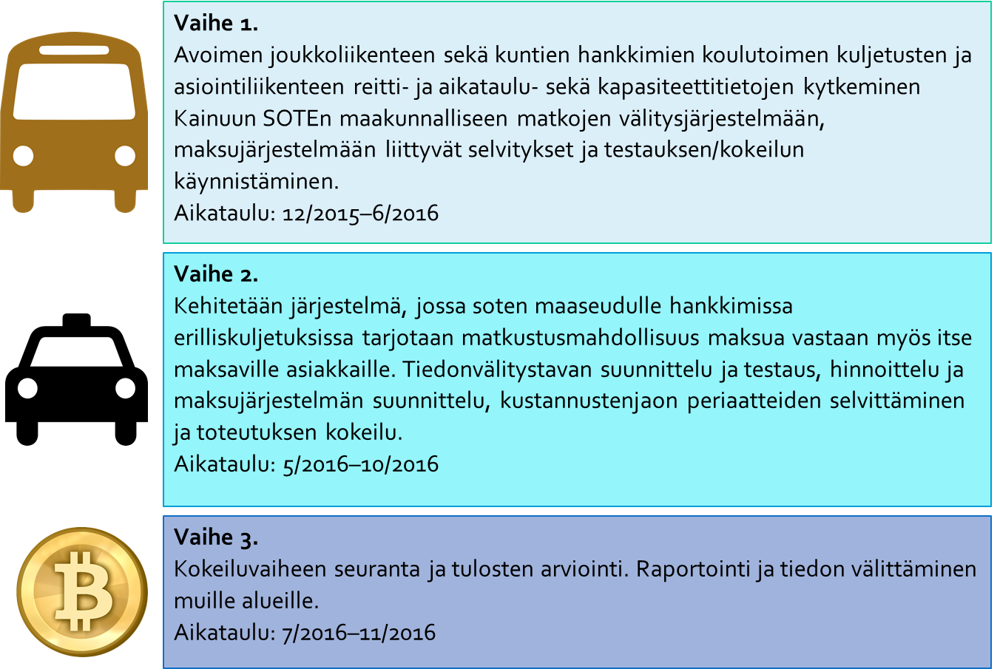 Vaihe 1.
Avoimen joukkoliikenteen sekä kuntien hankkimien koulutoimen kuljetusten ja
asiointiliikenteen reitti- ja aikataulu- sekä kapasiteettitietojen kytkeminen
Kainuun SOTEn maakunnalliseen matkojen välitysjärjestelmään,
maksujärjestelmään liittyvät selvitykset ja testauksen/kokeilun
käynnistäminen.
Aikataulu: 12/2015–6/2016
Vaihe 2.
Kehitetään järjestelmä, jossa soten maaseudulle hankkimissa
erilliskuljetuksissa tarjotaan matkustusmahdollisuus maksua vastaan myös itse
maksaville asiakkaille. Tiedonvälitystavan suunnittelu ja testaus, hinnoittelu ja
maksujärjestelmän suunnittelu, kustannustenjaon periaatteiden selvittäminen
ja toteutuksen kokeilu.
Aikataulu: 5/2016–10/2016
Vaihe 3.
Kokeiluvaiheen seuranta ja tulosten arviointi. Raportointi ja tiedon välittäminen
muille alueille.
Aikataulu: 7/2016–11/2016